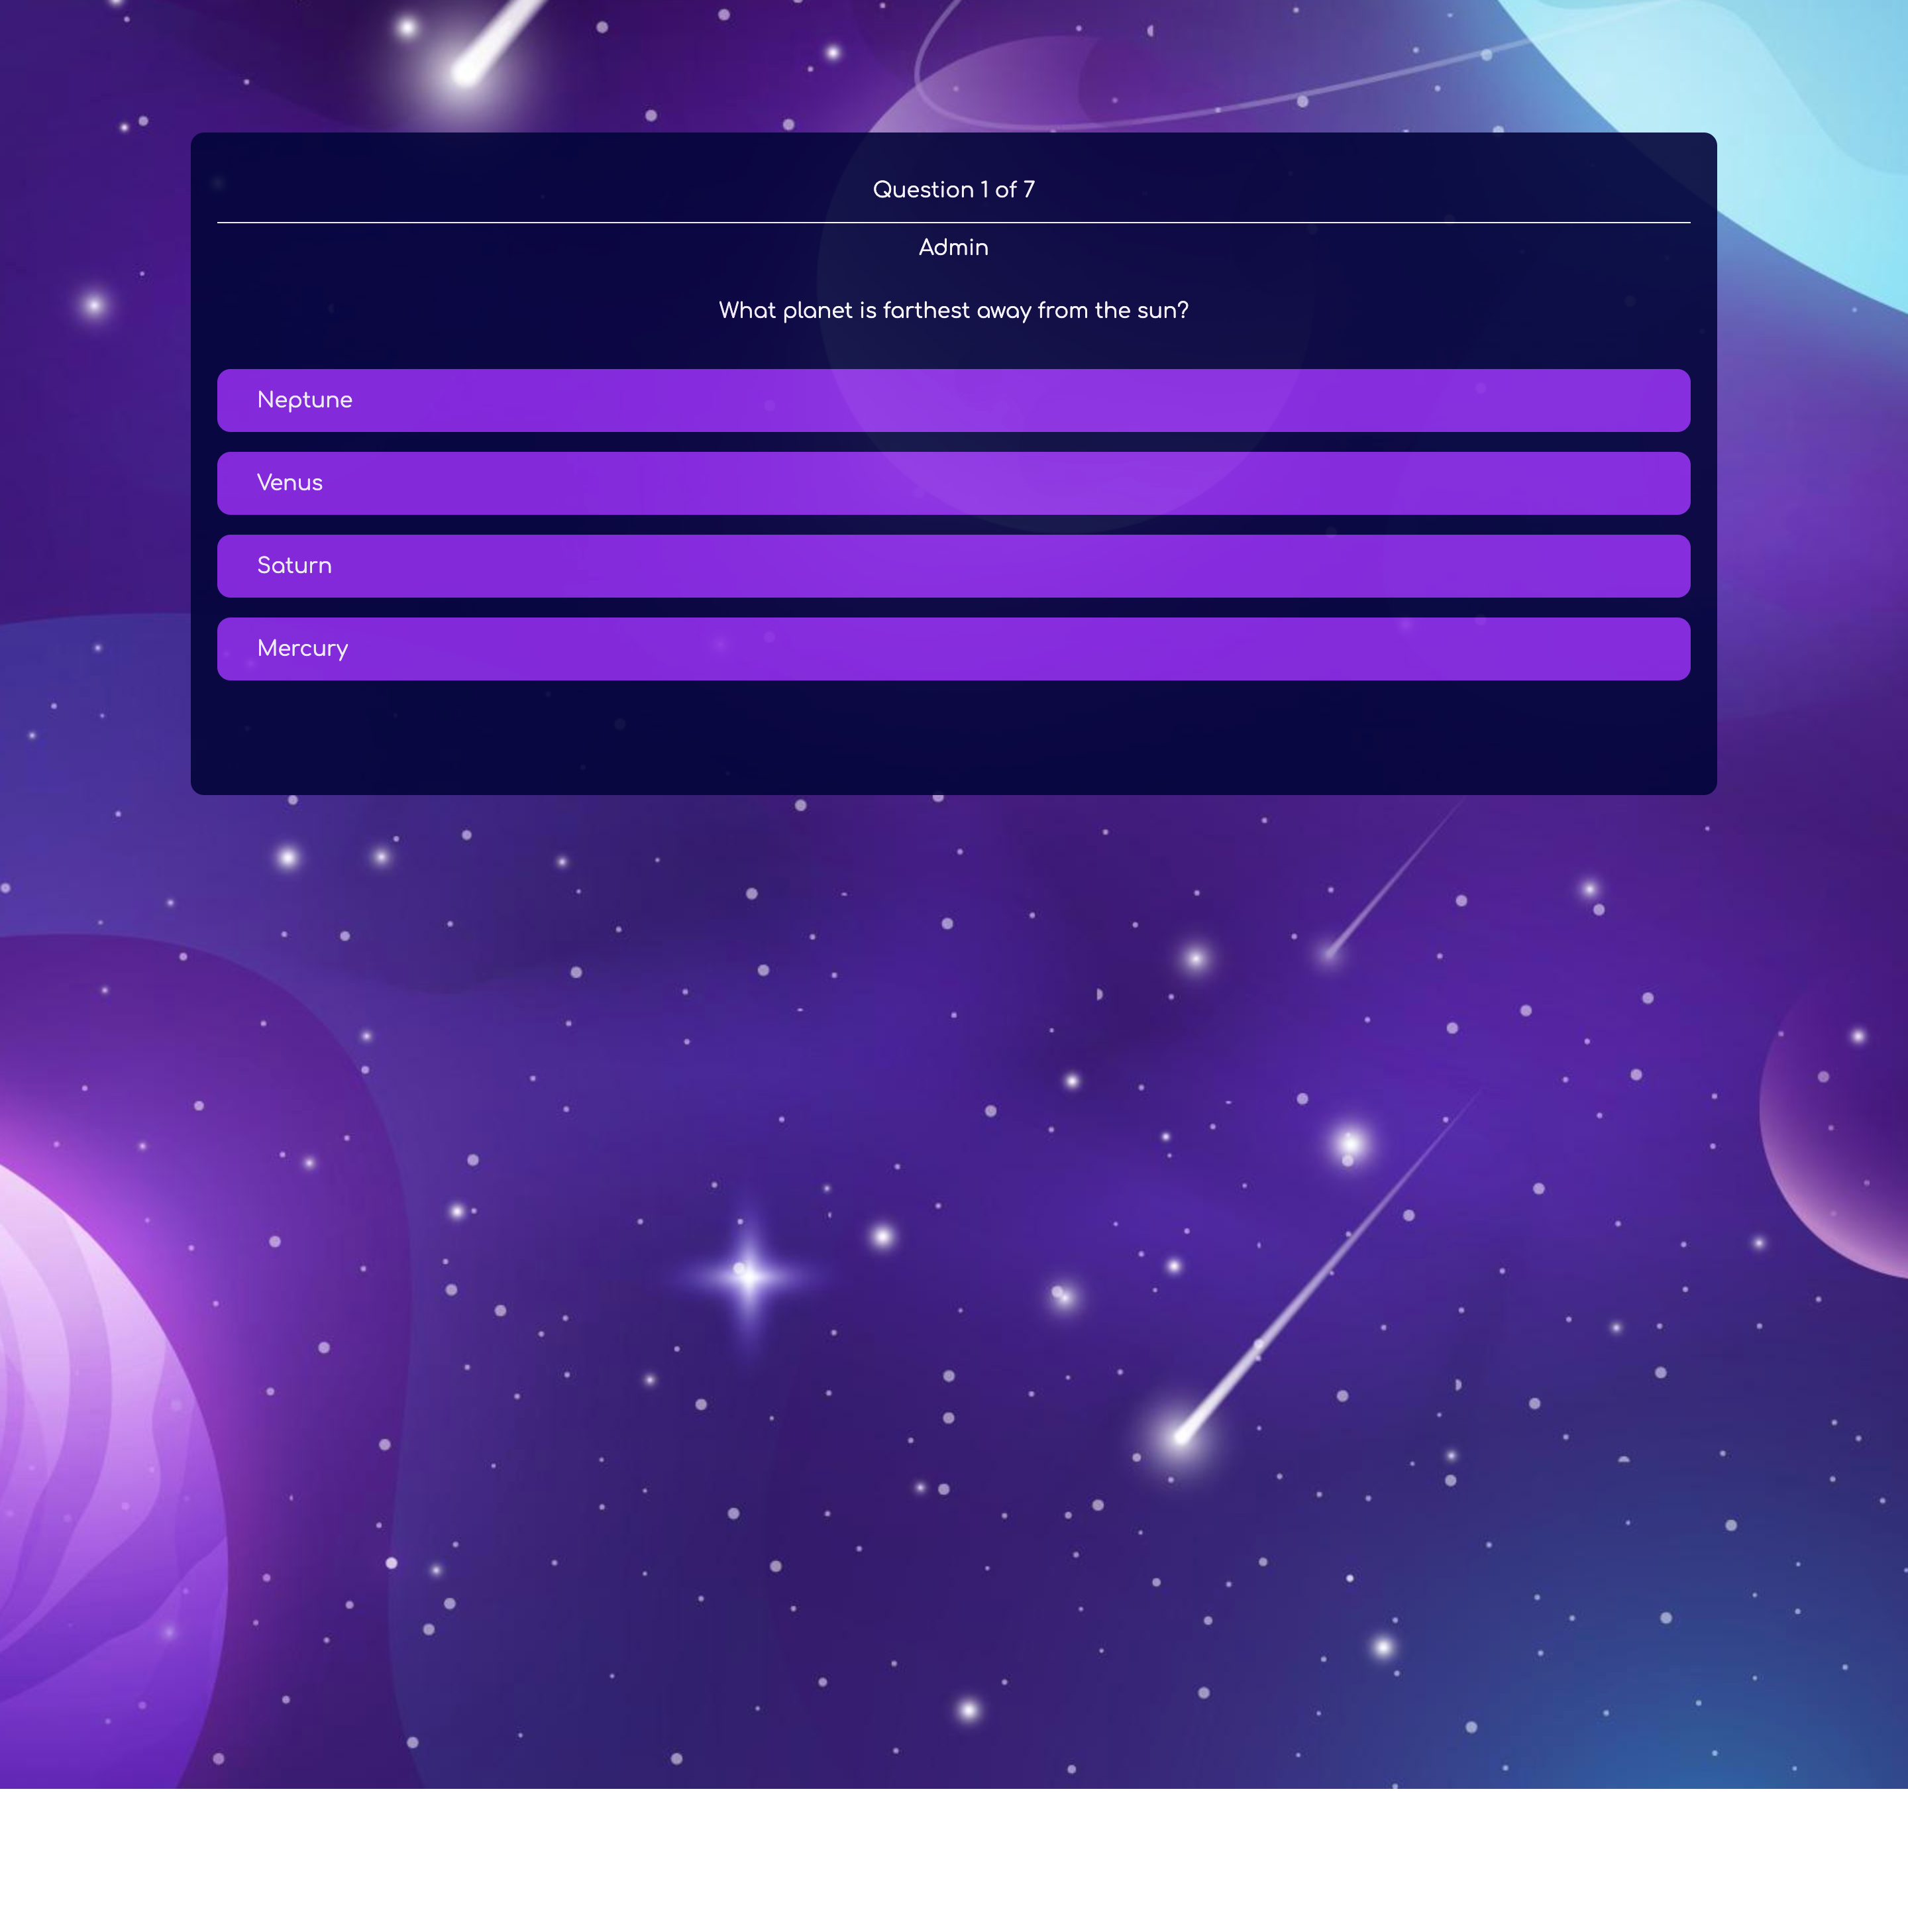 Question 1 of 7
Admin
What planet is farthest away from the sun?
Neptune
Venus
Saturn
Mercury